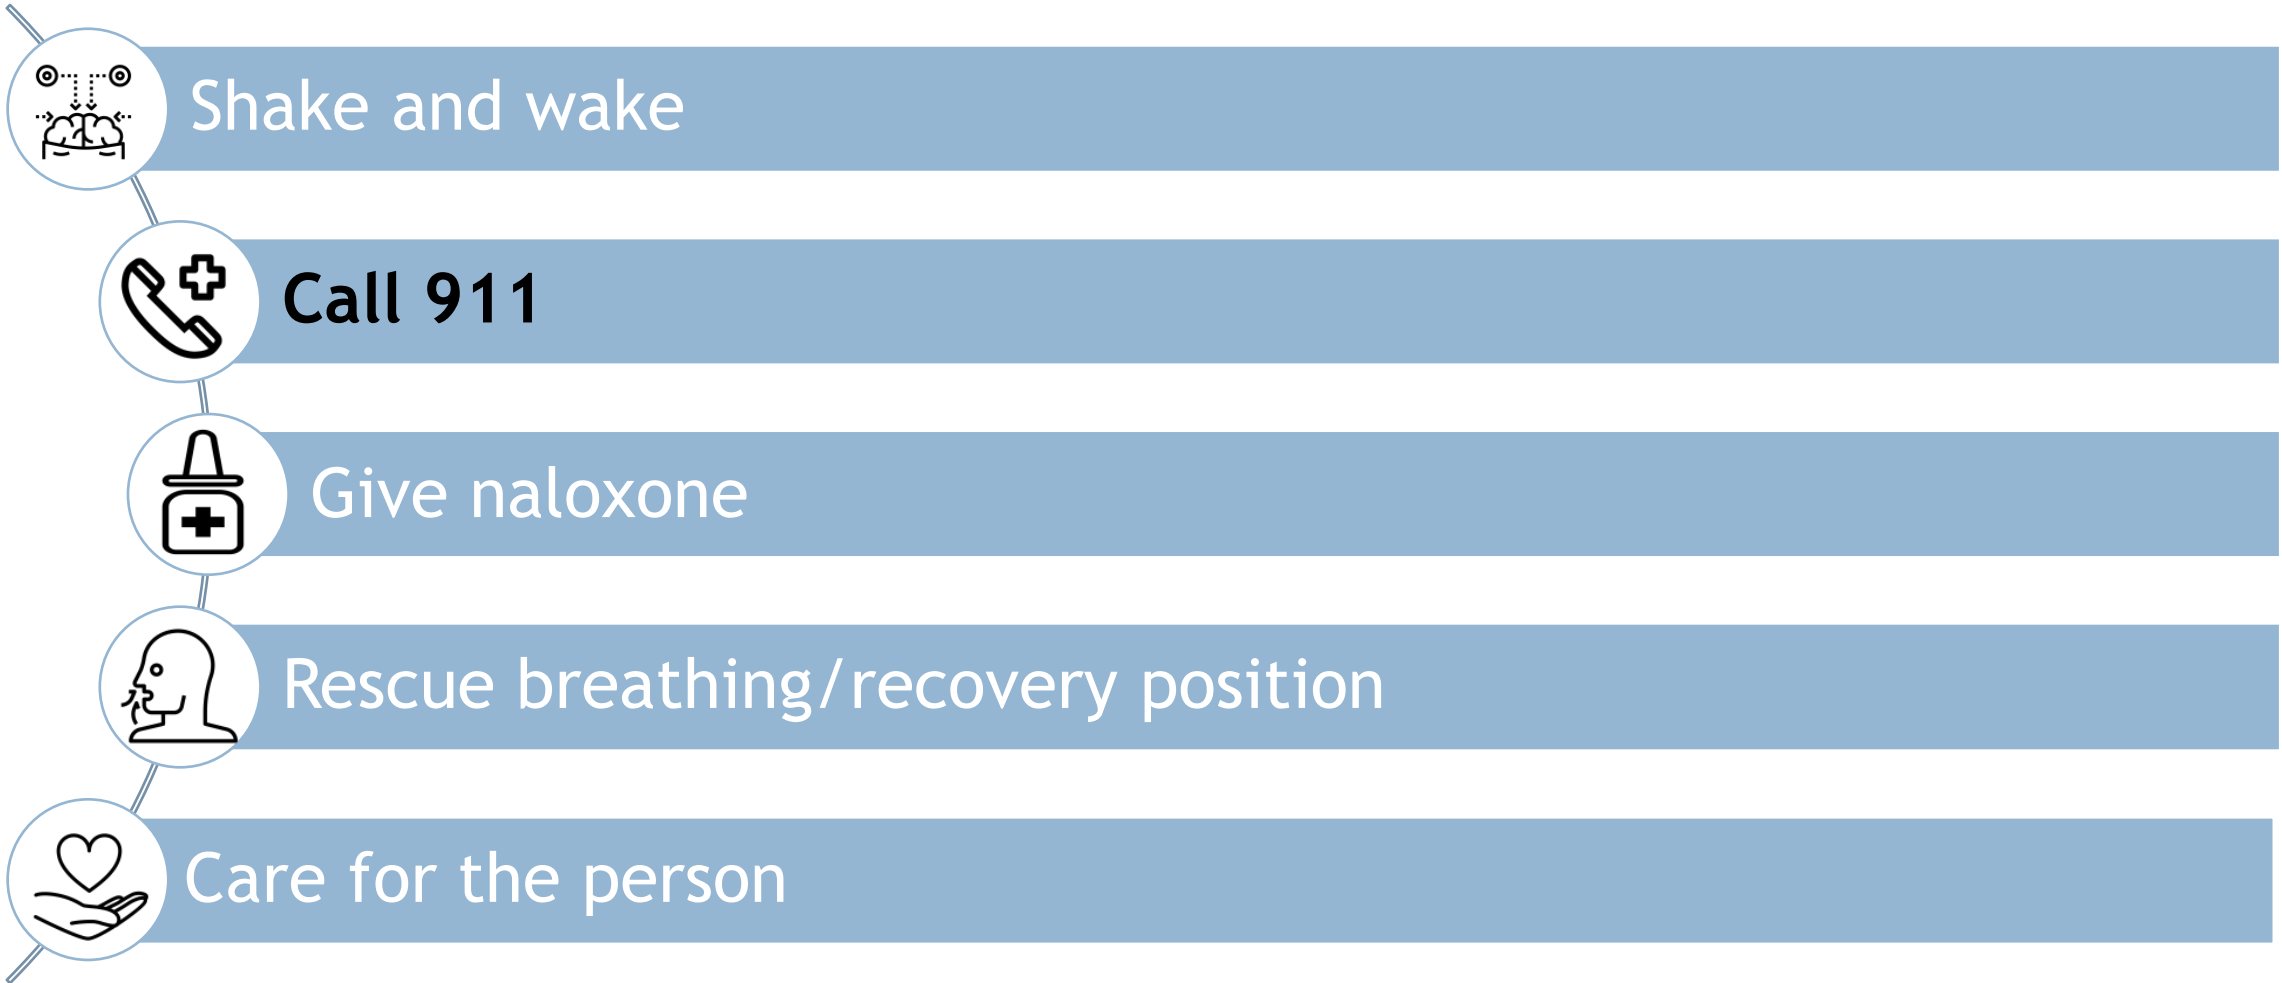 Shake and wake
Call 911
Give naloxone
Rescue breathing/recovery position
Care for the person